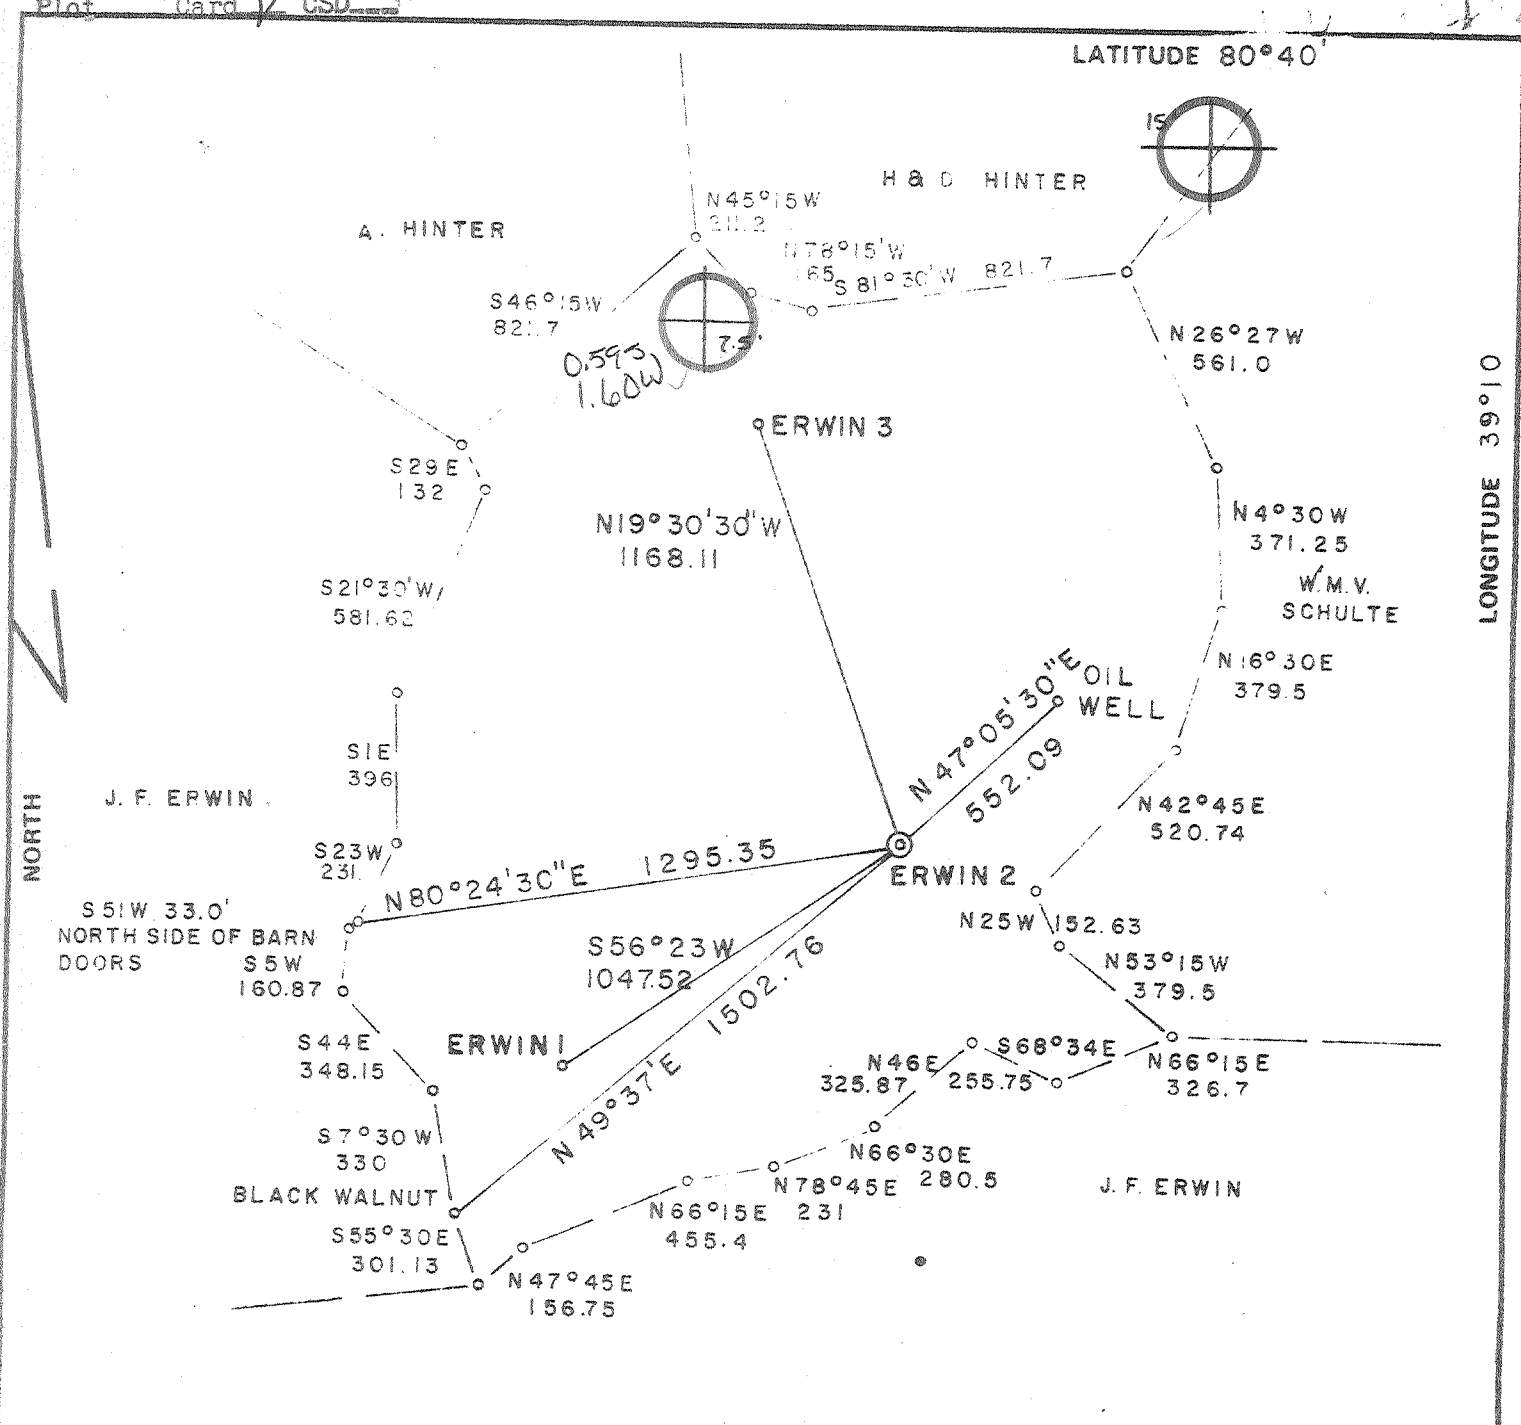 Plot Card CSD
LATITUDE 80°40'
15
H & D HINTER
N45°15W
211.2
A. HINTER
N78°15'W
165
S 81°30'W 821.7
S46°15W
821.7
7.5'
0.59S
1.60W
N26°27W
561.0
LONGITUDE 39°10
ERWIN 3
S29E
132
N19°30'30"W
1168.11
N4°30W
371.25
W.M.V.
SCHULTE
S21°30'W
581.62
N16°30E
379.5
N 47°05'30"E
552.09
OIL
WELL
S1E
396
J. F. ERWIN
NORTH
N42°45E
520.74
S23W
231
N80°24'30"E 1295.35
ERWIN 2
S51W 33.0'
NORTH SIDE OF BARN
DOORS
S5W
160.87
N25W 152.63
S56°23W
1047.52
N53°15W
379.5
N 49°37'E 1502.76
S44E
348.15
ERWIN 1
N46E
325.87
S68°34E
255.75
N66°15E
326.7
S7°30W
330
N66°30E
280.5
BLACK WALNUT
N78°45E
231
J. F. ERWIN
N66°15E
455.4
S55°30E
301.13
N47°45E
156.75